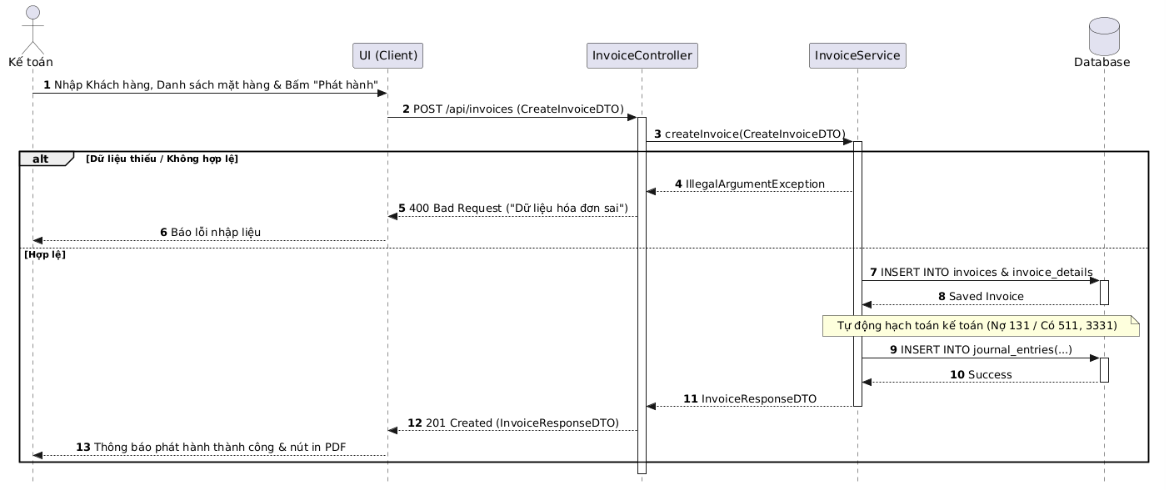 Kế toán
UI (Client)
InvoiceController
InvoiceService
Database
1 Nhập Khách hàng, Danh sách mặt hàng & Bấm "Phát hành"
2 POST /api/invoices (CreateInvoiceDTO)
3 createInvoice(CreateInvoiceDTO)
alt [Dữ liệu thiếu / Không hợp lệ]
4 IllegalArgumentException
5 400 Bad Request ("Dữ liệu hóa đơn sai")
6 Báo lỗi nhập liệu
[Hợp lệ]
7 INSERT INTO invoices & invoice_details
8 Saved Invoice
Tự động hạch toán kế toán (Nợ 131 / Có 511, 3331)
9 INSERT INTO journal_entries(...)
10 Success
11 InvoiceResponseDTO
12 201 Created (InvoiceResponseDTO)
13 Thông báo phát hành thành công & nút in PDF